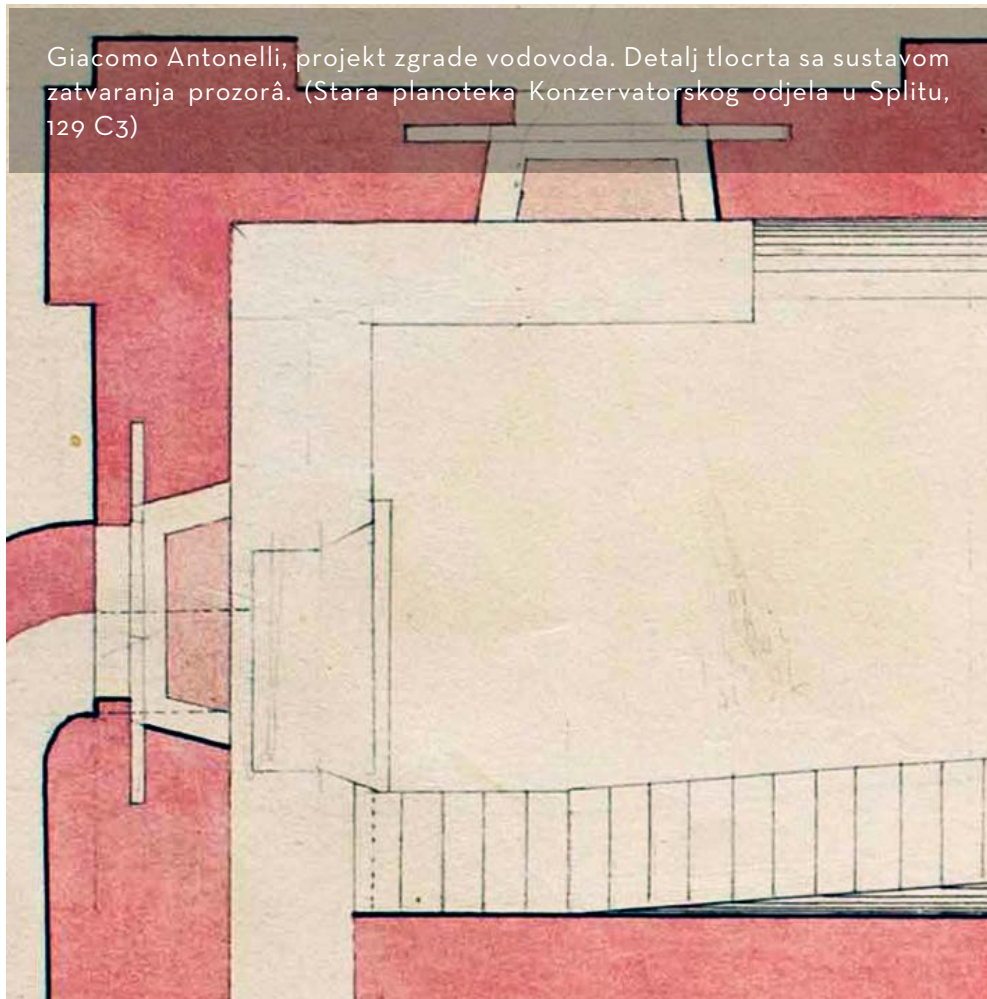 Giacomo Antonelli, projekt zgrade vodovoda. Detalj tlocrta sa sustavom
zatvaranja prozorâ. (Stara planoteka Konzervatorskog odjela u Splitu,
129 C3)